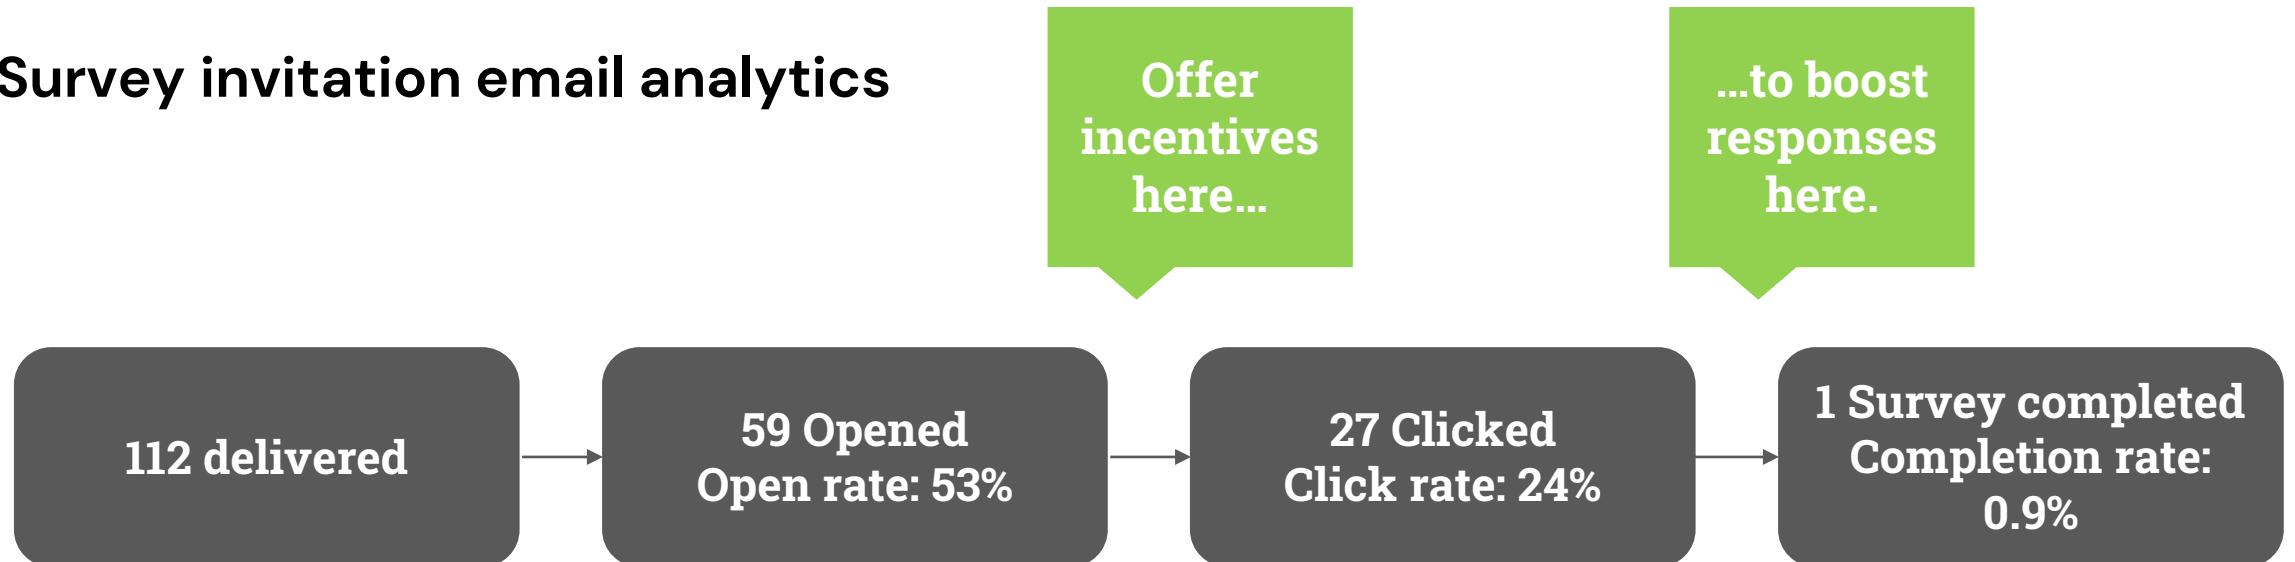 Survey invitation email analytics
Offer
incentives
here...
...to boost
responses
here.
112 delivered
59 Opened
Open rate: 53%
27 Clicked
Click rate: 24%
1 Survey completed
Completion rate:
0.9%